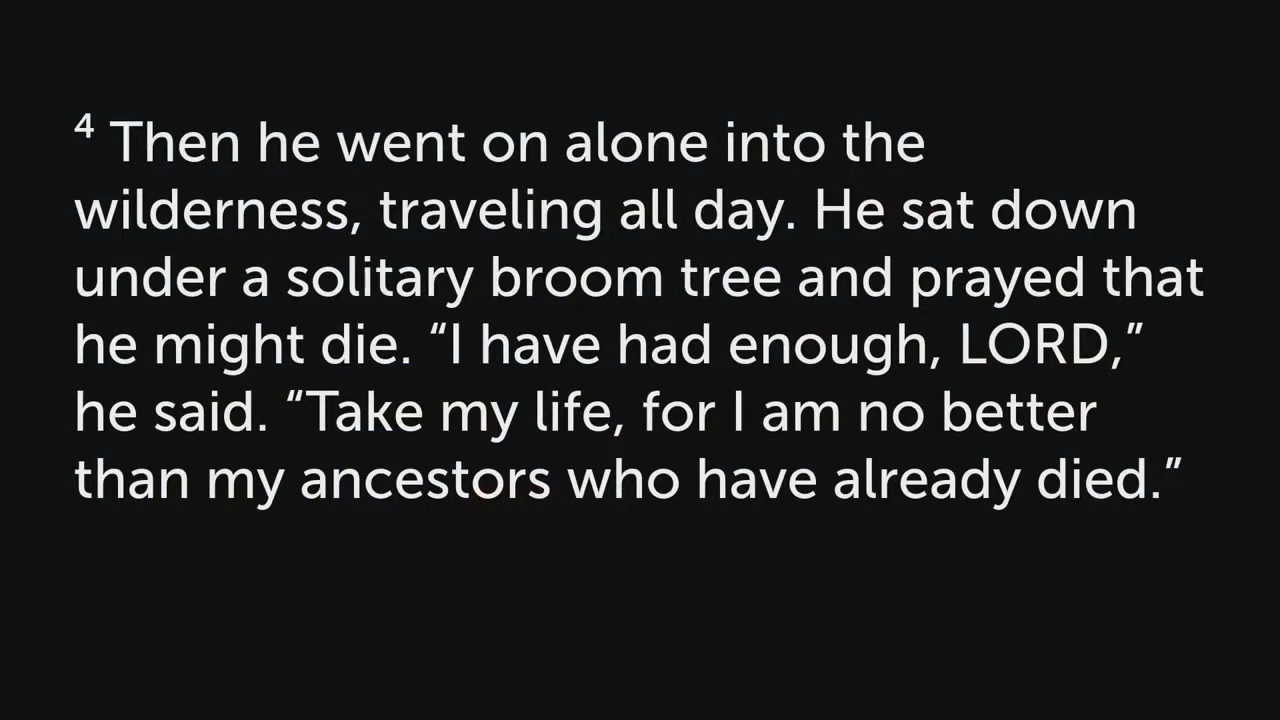 ⁴ Then he went on alone into the
wilderness, traveling all day. He sat down
under a solitary broom tree and prayed that
he might die. “I have had enough, LORD,”
he said. “Take my life, for I am no better
than my ancestors who have already died.”